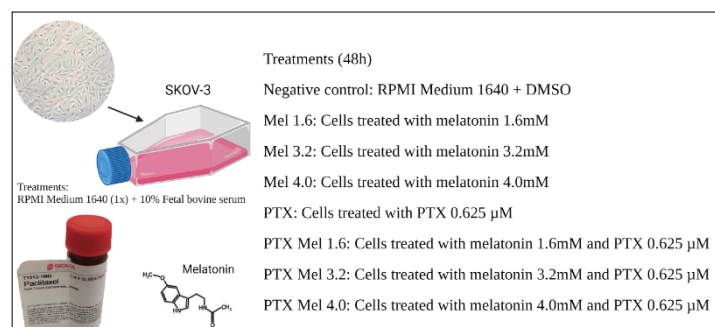 SKOV-3
Treatments:
RPMI Medium 1640 (1x) + 10% Fetal bovine serum
SIGMA
Paclitaxel
Melatonin
H₃C
O
HN
HN
CH₃
O
Treatments (48h)
Negative control: RPMI Medium 1640 + DMSO
Mel 1.6: Cells treated with melatonin 1.6mM
Mel 3.2: Cells treated with melatonin 3.2mM
Mel 4.0: Cells treated with melatonin 4.0mM
PTX: Cells treated with PTX 0.625 µM
PTX Mel 1.6: Cells treated with melatonin 1.6mM and PTX 0.625 µM
PTX Mel 3.2: Cells treated with melatonin 3.2mM and PTX 0.625 µM
PTX Mel 4.0: Cells treated with melatonin 4.0mM and PTX 0.625 µM